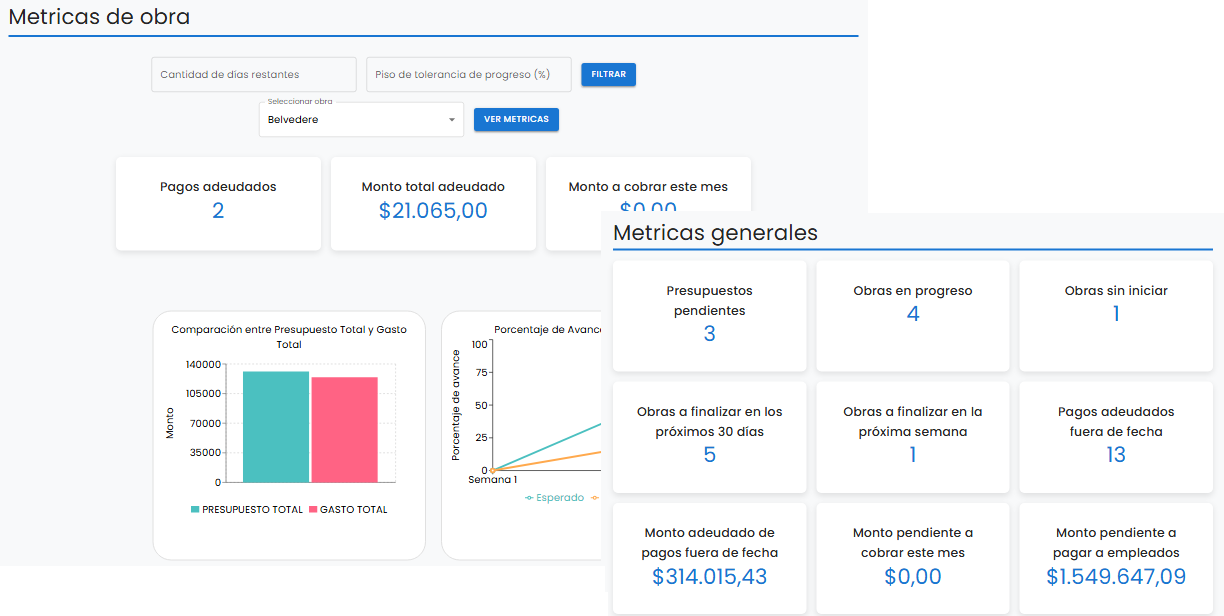 Metricas de obra
Cantidad de días restantes
Piso de tolerancia de progreso (%)
FILTRAR
Seleccionar obra
Belvedere
VER METRICAS
Pagos adeudados
2
Monto total adeudado
$21.065,00
Monto a cobrar este mes
$0,00
Comparación entre Presupuesto Total y Gasto
Total
140000
105000
70000
35000
0
Monto
PRESUPUESTO TOTAL
GASTO TOTAL
Porcentaje de Avance
100
75
50
25
0
Porcentaje de avance
Semana 1
Esperado
Metricas generales
Presupuestos
pendientes
3
Obras en progreso
4
Obras sin iniciar
1
Obras a finalizar en los
próximos 30 días
5
Obras a finalizar en la
próxima semana
1
Pagos adeudados
fuera de fecha
13
Monto adeudado de
pagos fuera de fecha
$314.015,43
Monto pendiente a
cobrar este mes
$0,00
Monto pendiente a
pagar a empleados
$1.549.647,09